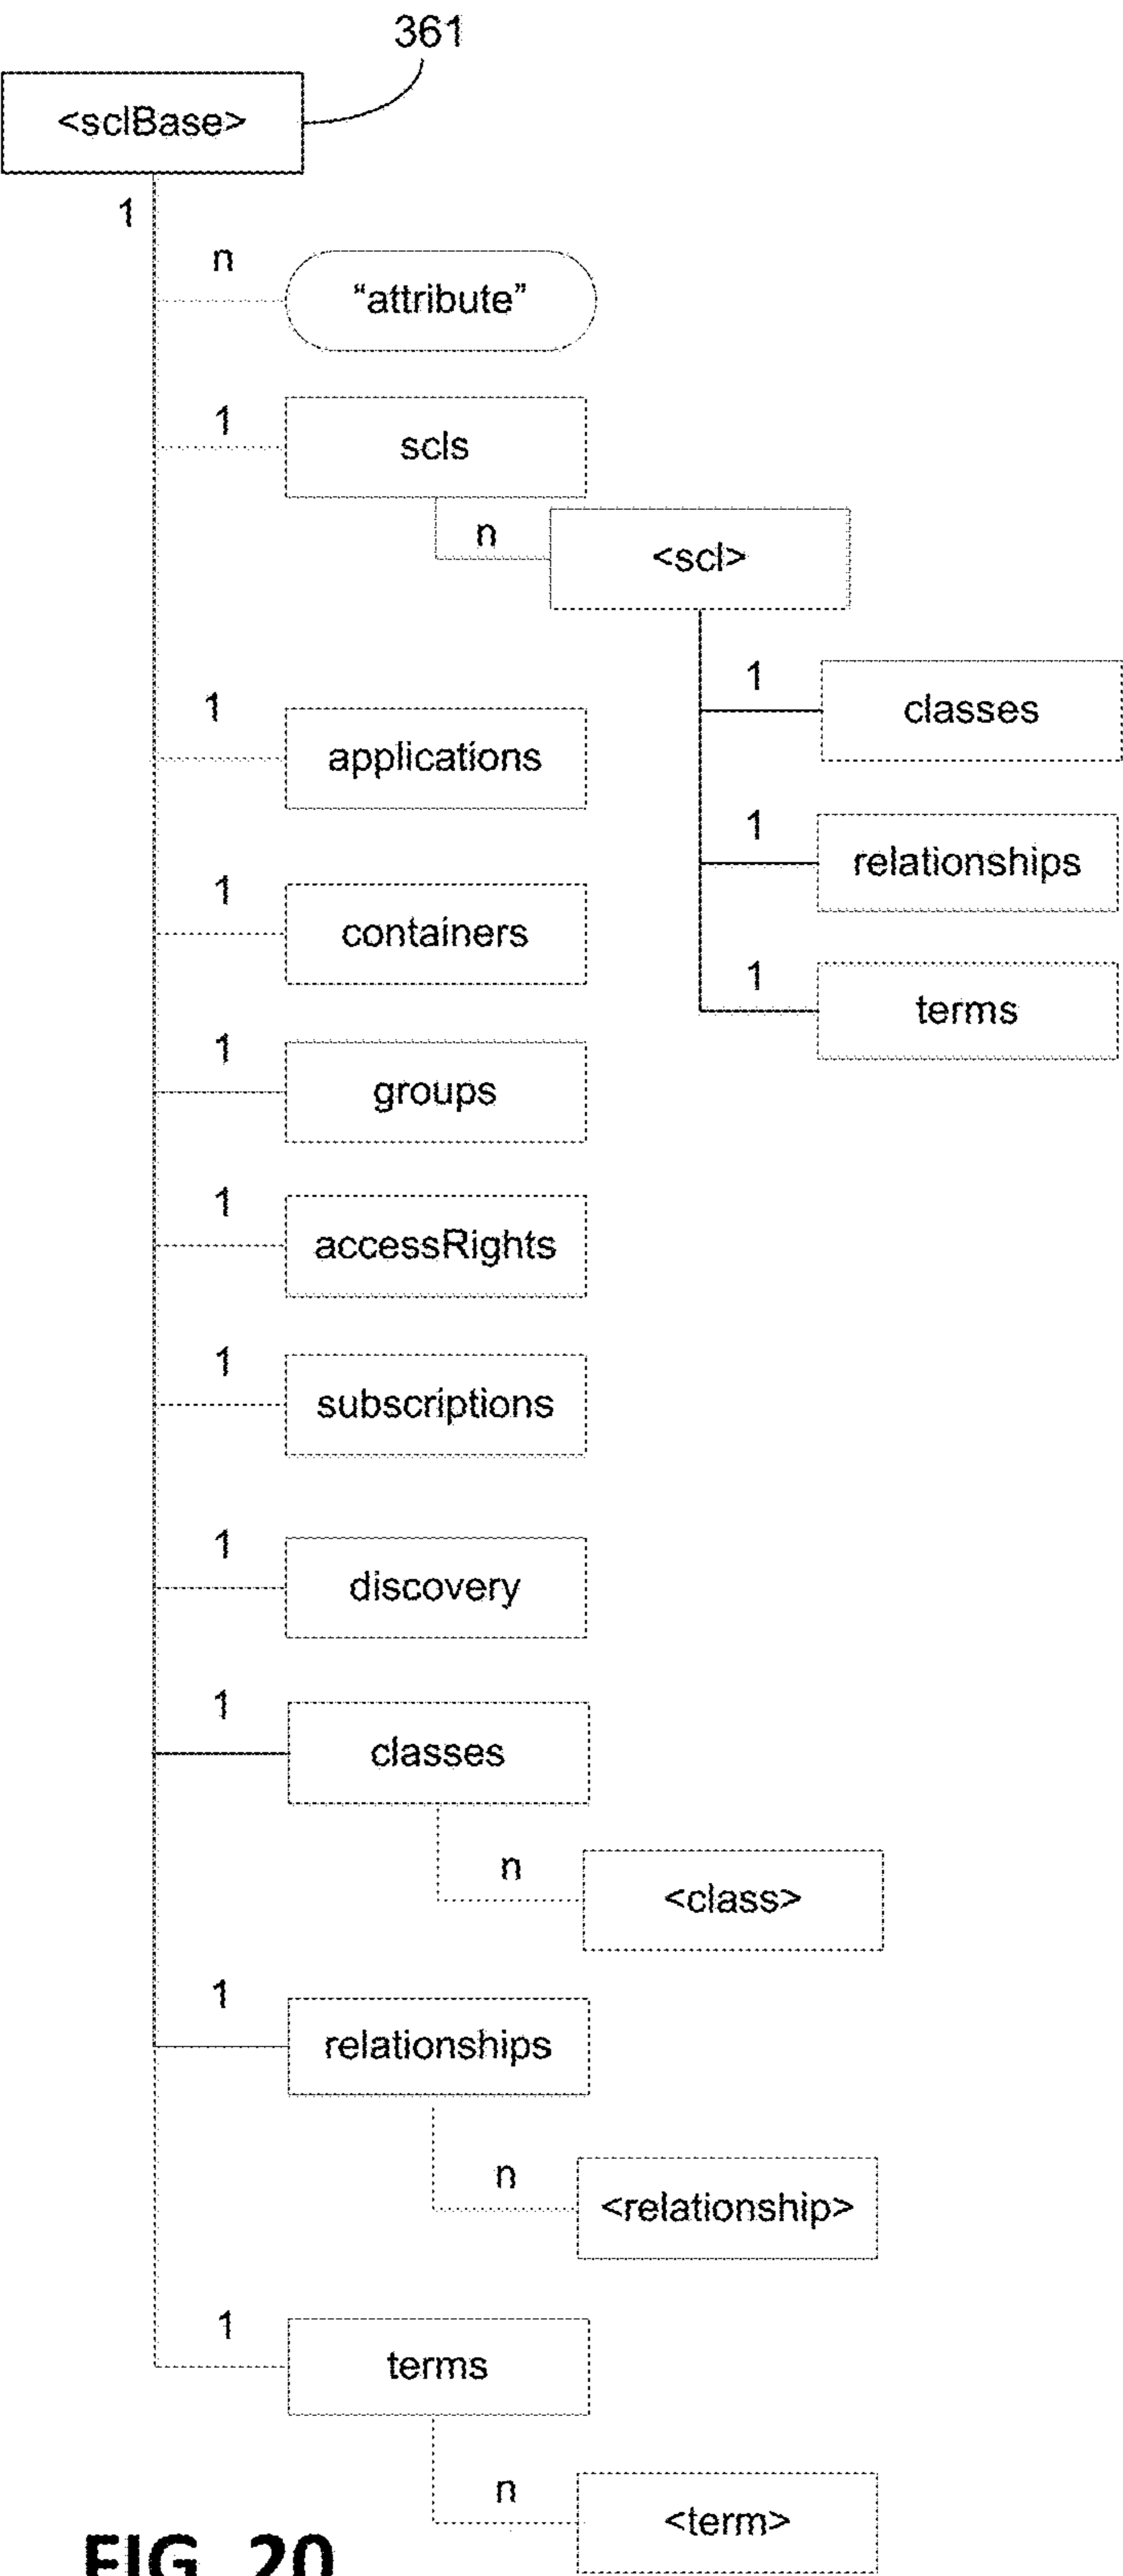 361
<sclBase>
1
n
“attribute”
1
scls
n
<scl>
1
classes
1
applications
1
relationships
1
containers
1
terms
1
groups
1
accessRights
1
subscriptions
1
discovery
1
classes
n
<class>
1
relationships
n
<relationship>
1
terms
n
<term>
FIG. 20